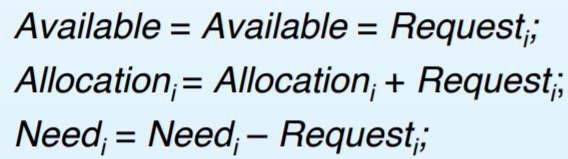 Available = Available = Requestᵢ;
Allocationᵢ = Allocationᵢ + Requestᵢ;
Needᵢ = Needᵢ – Requestᵢ;